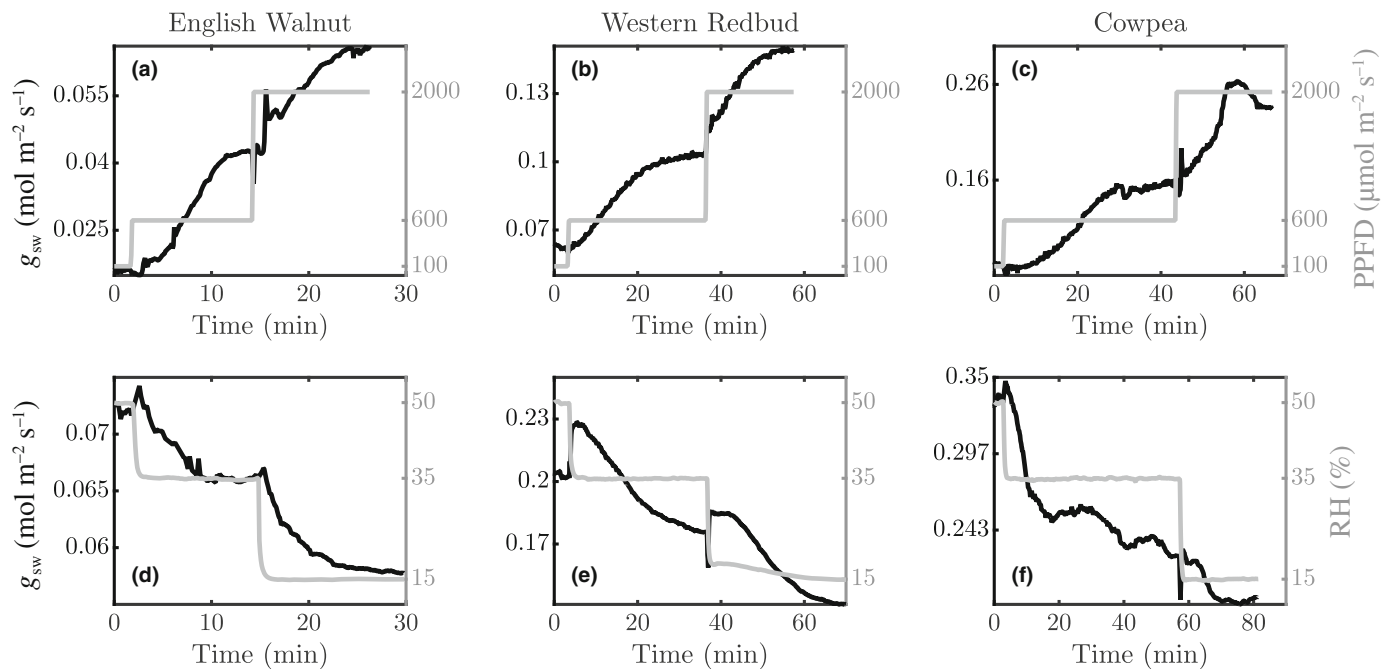 English Walnut
Western Redbud
Cowpea
g_sw (mol m⁻² s⁻¹)
(a)
0.055
0.04
0.025
2000
600
100
0 10 20 30
Time (min)
(b)
0.13
0.1
0.07
2000
600
100
0 20 40 60
Time (min)
(c)
0.26
0.16
2000
600
100
0 20 40 60
Time (min)
PPFD (µmol m⁻² s⁻¹)
g_sw (mol m⁻² s⁻¹)
0.07
0.065
0.06
(d)
50
35
15
0 10 20 30
Time (min)
0.23
0.2
0.17
(e)
50
35
15
0 20 40 60
Time (min)
0.35
0.297
0.243
(f)
50
35
15
0 20 40 60 80
Time (min)
RH (%)